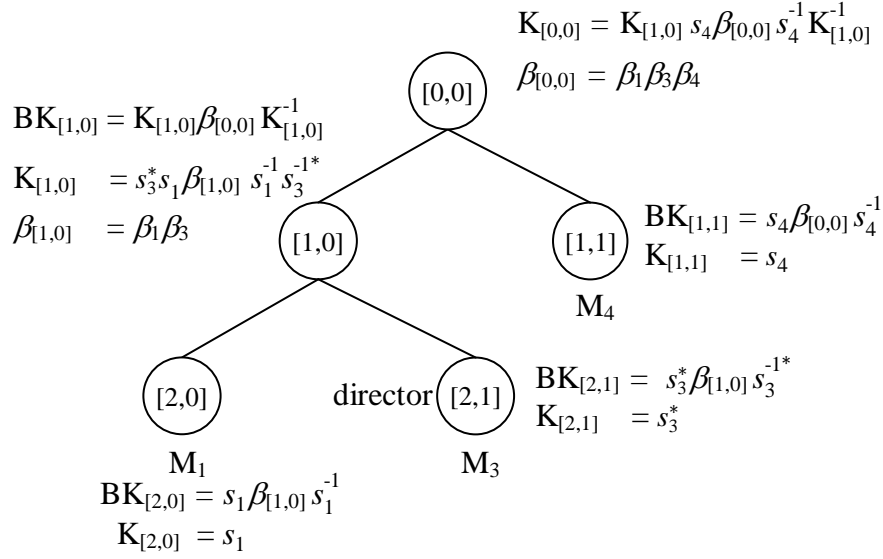 K[0,0] = K[1,0] s₄β[0,0] s₄⁻¹ K[1,0]⁻¹
β[0,0] = β₁β₃β₄
[0,0]
BK[1,0] = K[1,0]β[0,0] K[1,0]⁻¹
K[1,0] = s₃*s₁β[1,0] s₁⁻¹s₃⁻¹*
β[1,0] = β₁β₃
[1,0]
[1,1]
BK[1,1] = s₄β[0,0] s₄⁻¹
K[1,1] = s₄
M₄
[2,0]
director
[2,1]
BK[2,1] = s₃*β[1,0] s₃⁻¹*
K[2,1] = s₃*
M₁
M₃
BK[2,0] = s₁β[1,0] s₁⁻¹
K[2,0] = s₁